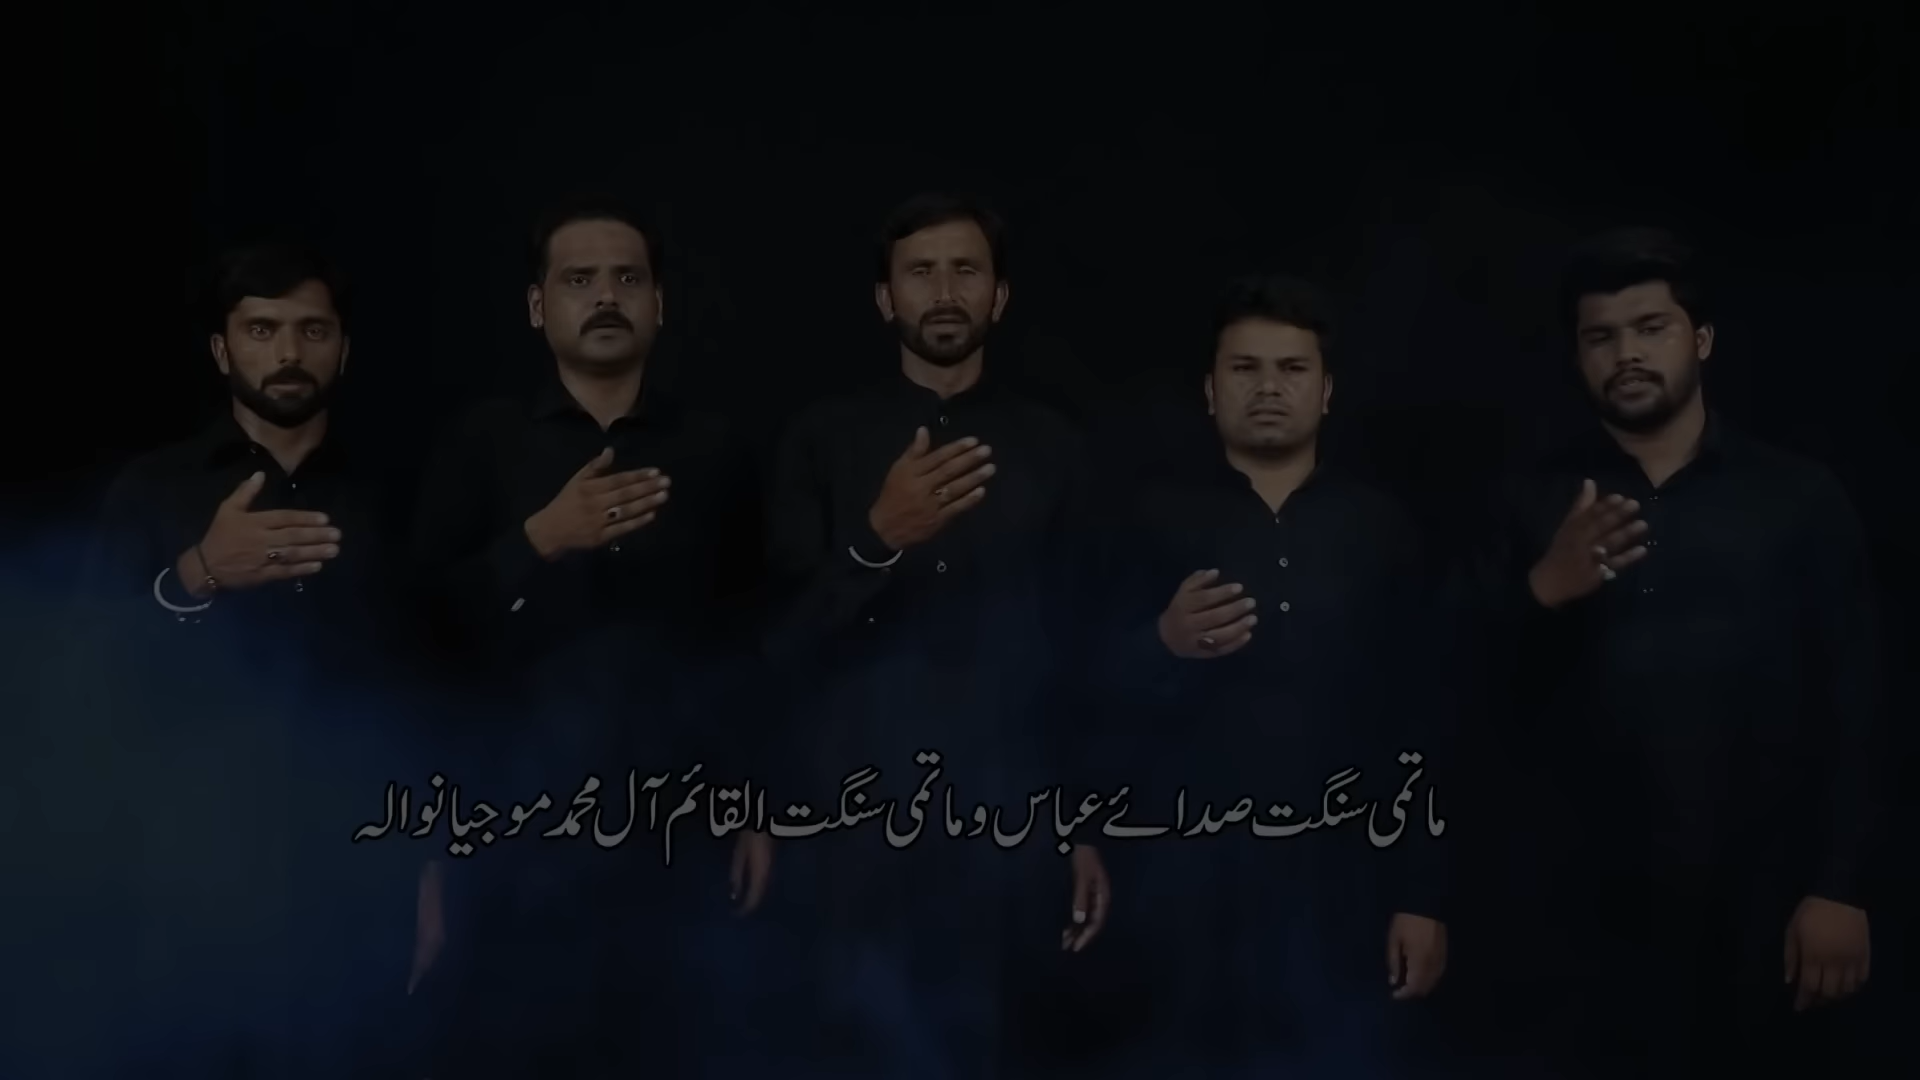 ماتمی سنگت صدائے عباس و ماتمی سنگت القائم آل محمد موجیانوالہ